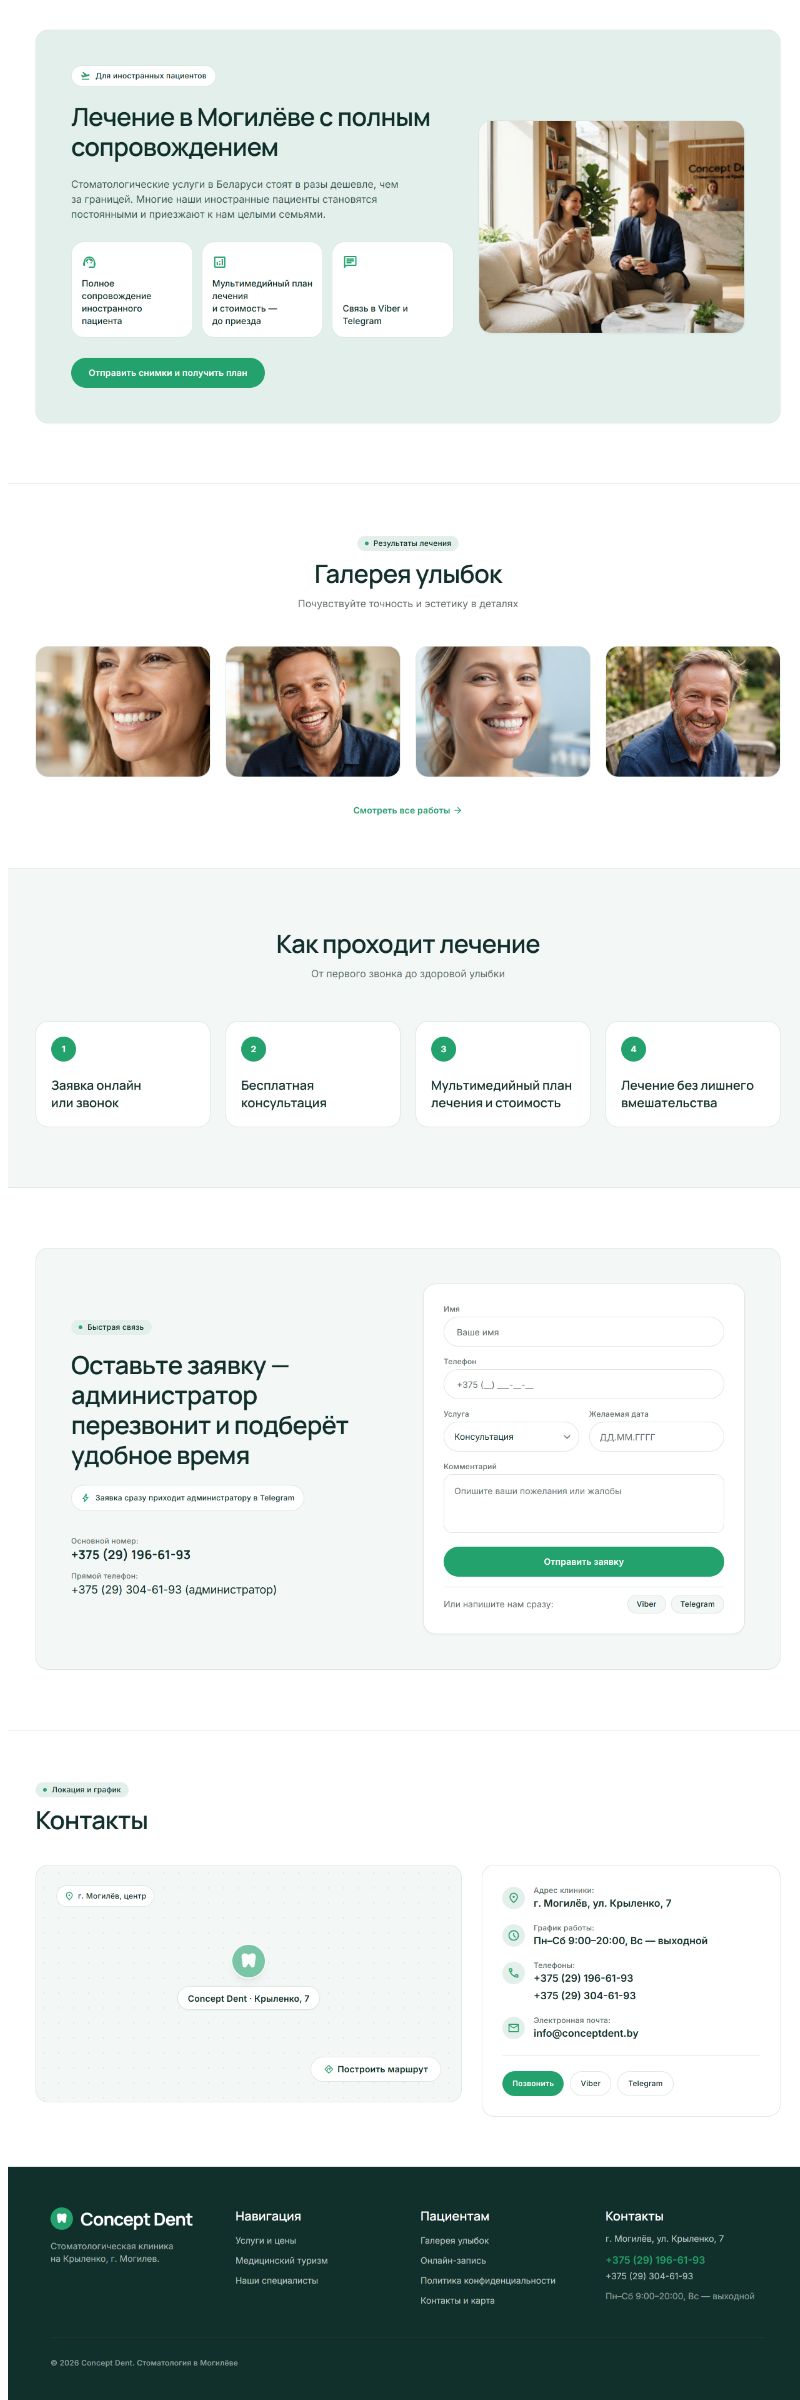 Для иностранных пациентов
Лечение в Могилёве с полным
сопровождением
Стоматологические услуги в Беларуси стоят в разы дешевле, чем
за границей. Многие наши иностранные пациенты становятся
постоянными и приезжают к нам целыми семьями.
Полное
сопровождение
иностранного
пациента
Мультимедийный план
лечения
и стоимость —
до приезда
Связь в Viber и
Telegram
Отправить снимки и получить план
Concept De
Результаты лечения
Галерея улыбок
Почувствуйте точность и эстетику в деталях
Смотреть все работы →
Как проходит лечение
От первого звонка до здоровой улыбки
1
Заявка онлайн
или звонок
2
Бесплатная
консультация
3
Мультимедийный план
лечения и стоимость
4
Лечение без лишнего
вмешательства
Быстрая связь
Оставьте заявку —
администратор
перезвонит и подберёт
удобное время
Заявка сразу приходит администратору в Telegram
Основной номер:
+375 (29) 196-61-93
Прямой телефон:
+375 (29) 304-61-93 (администратор)
Имя
Ваше имя
Телефон
+375 (__) ___-__-__
Услуга
Консультация
Желаемая дата
ДД.ММ.ГГГГ
Комментарий
Опишите ваши пожелания или жалобы
Отправить заявку
Или напишите нам сразу:
Viber
Telegram
Локация и график
Контакты
г. Могилёв, центр
Concept Dent · Крыленко, 7
Построить маршрут
Адрес клиники:
г. Могилёв, ул. Крыленко, 7
График работы:
Пн–Сб 9:00–20:00, Вс — выходной
Телефоны:
+375 (29) 196-61-93
+375 (29) 304-61-93
Электронная почта:
info@conceptdent.by
Позвонить
Viber
Telegram
Concept Dent
Стоматологическая клиника
на Крыленко, г. Могилев.
Навигация
Услуги и цены
Медицинский туризм
Наши специалисты
Пациентам
Галерея улыбок
Онлайн-запись
Политика конфиденциальности
Контакты и карта
Контакты
г. Могилёв, ул. Крыленко, 7
+375 (29) 196-61-93
+375 (29) 304-61-93
Пн–Сб 9:00–20:00, Вс — выходной
© 2026 Concept Dent. Стоматология в Могилёве